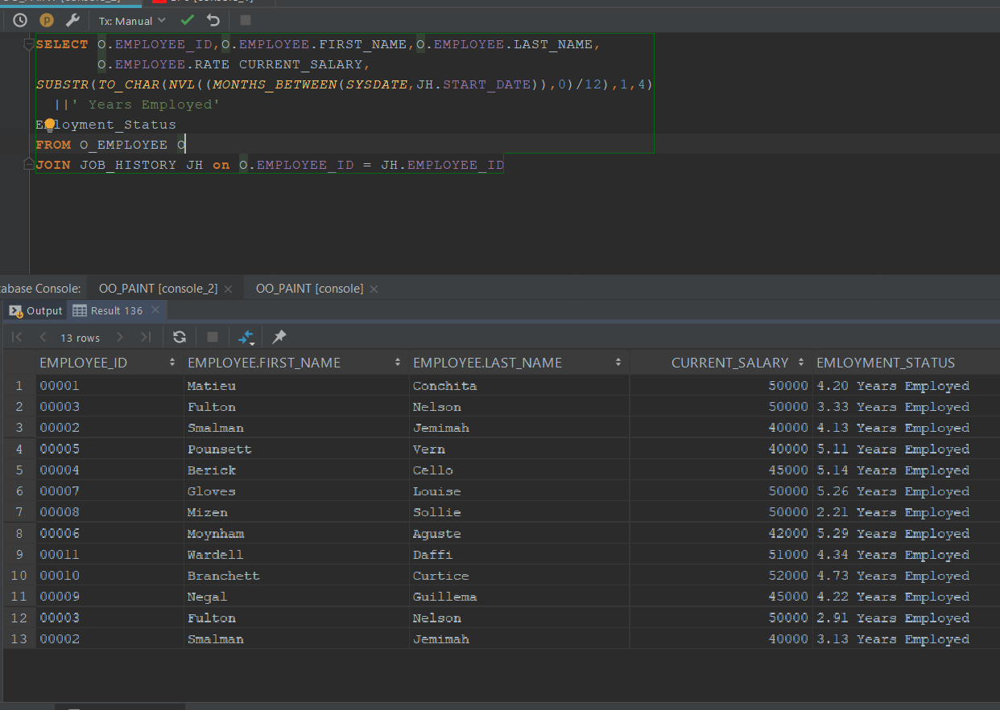 Tx: Manual
SELECT O.EMPLOYEE_ID,O.EMPLOYEE.FIRST_NAME,O.EMPLOYEE.LAST_NAME,
O.EMPLOYEE.RATE CURRENT_SALARY,
SUBSTR(TO_CHAR(NVL((MONTHS_BETWEEN(SYSDATE,JH.START_DATE)),0)/12),1,4)
||' Years Employed'
E loyment_Status
FROM O_EMPLOYEE O
JOIN JOB_HISTORY JH on O.EMPLOYEE_ID = JH.EMPLOYEE_ID
tabase Console: OO_PAINT [console_2] OO_PAINT [console]
Output Result 136
13 rows
EMPLOYEE_ID EMPLOYEE.FIRST_NAME EMPLOYEE.LAST_NAME CURRENT_SALARY EMLOYMENT_STATUS
1 00001 Matieu Conchita 50000 4.20 Years Employed
2 00003 Fulton Nelson 50000 3.33 Years Employed
3 00002 Smalman Jemimah 40000 4.13 Years Employed
4 00005 Pounsett Vern 40000 5.11 Years Employed
5 00004 Berick Cello 45000 5.14 Years Employed
6 00007 Gloves Louise 50000 5.26 Years Employed
7 00008 Mizen Sollie 50000 2.21 Years Employed
8 00006 Moynham Aguste 42000 5.29 Years Employed
9 00011 Wardell Daffi 51000 4.34 Years Employed
10 00010 Branchett Curtice 52000 4.73 Years Employed
11 00009 Negal Guillema 45000 4.22 Years Employed
12 00003 Fulton Nelson 50000 2.91 Years Employed
13 00002 Smalman Jemimah 40000 3.13 Years Employed